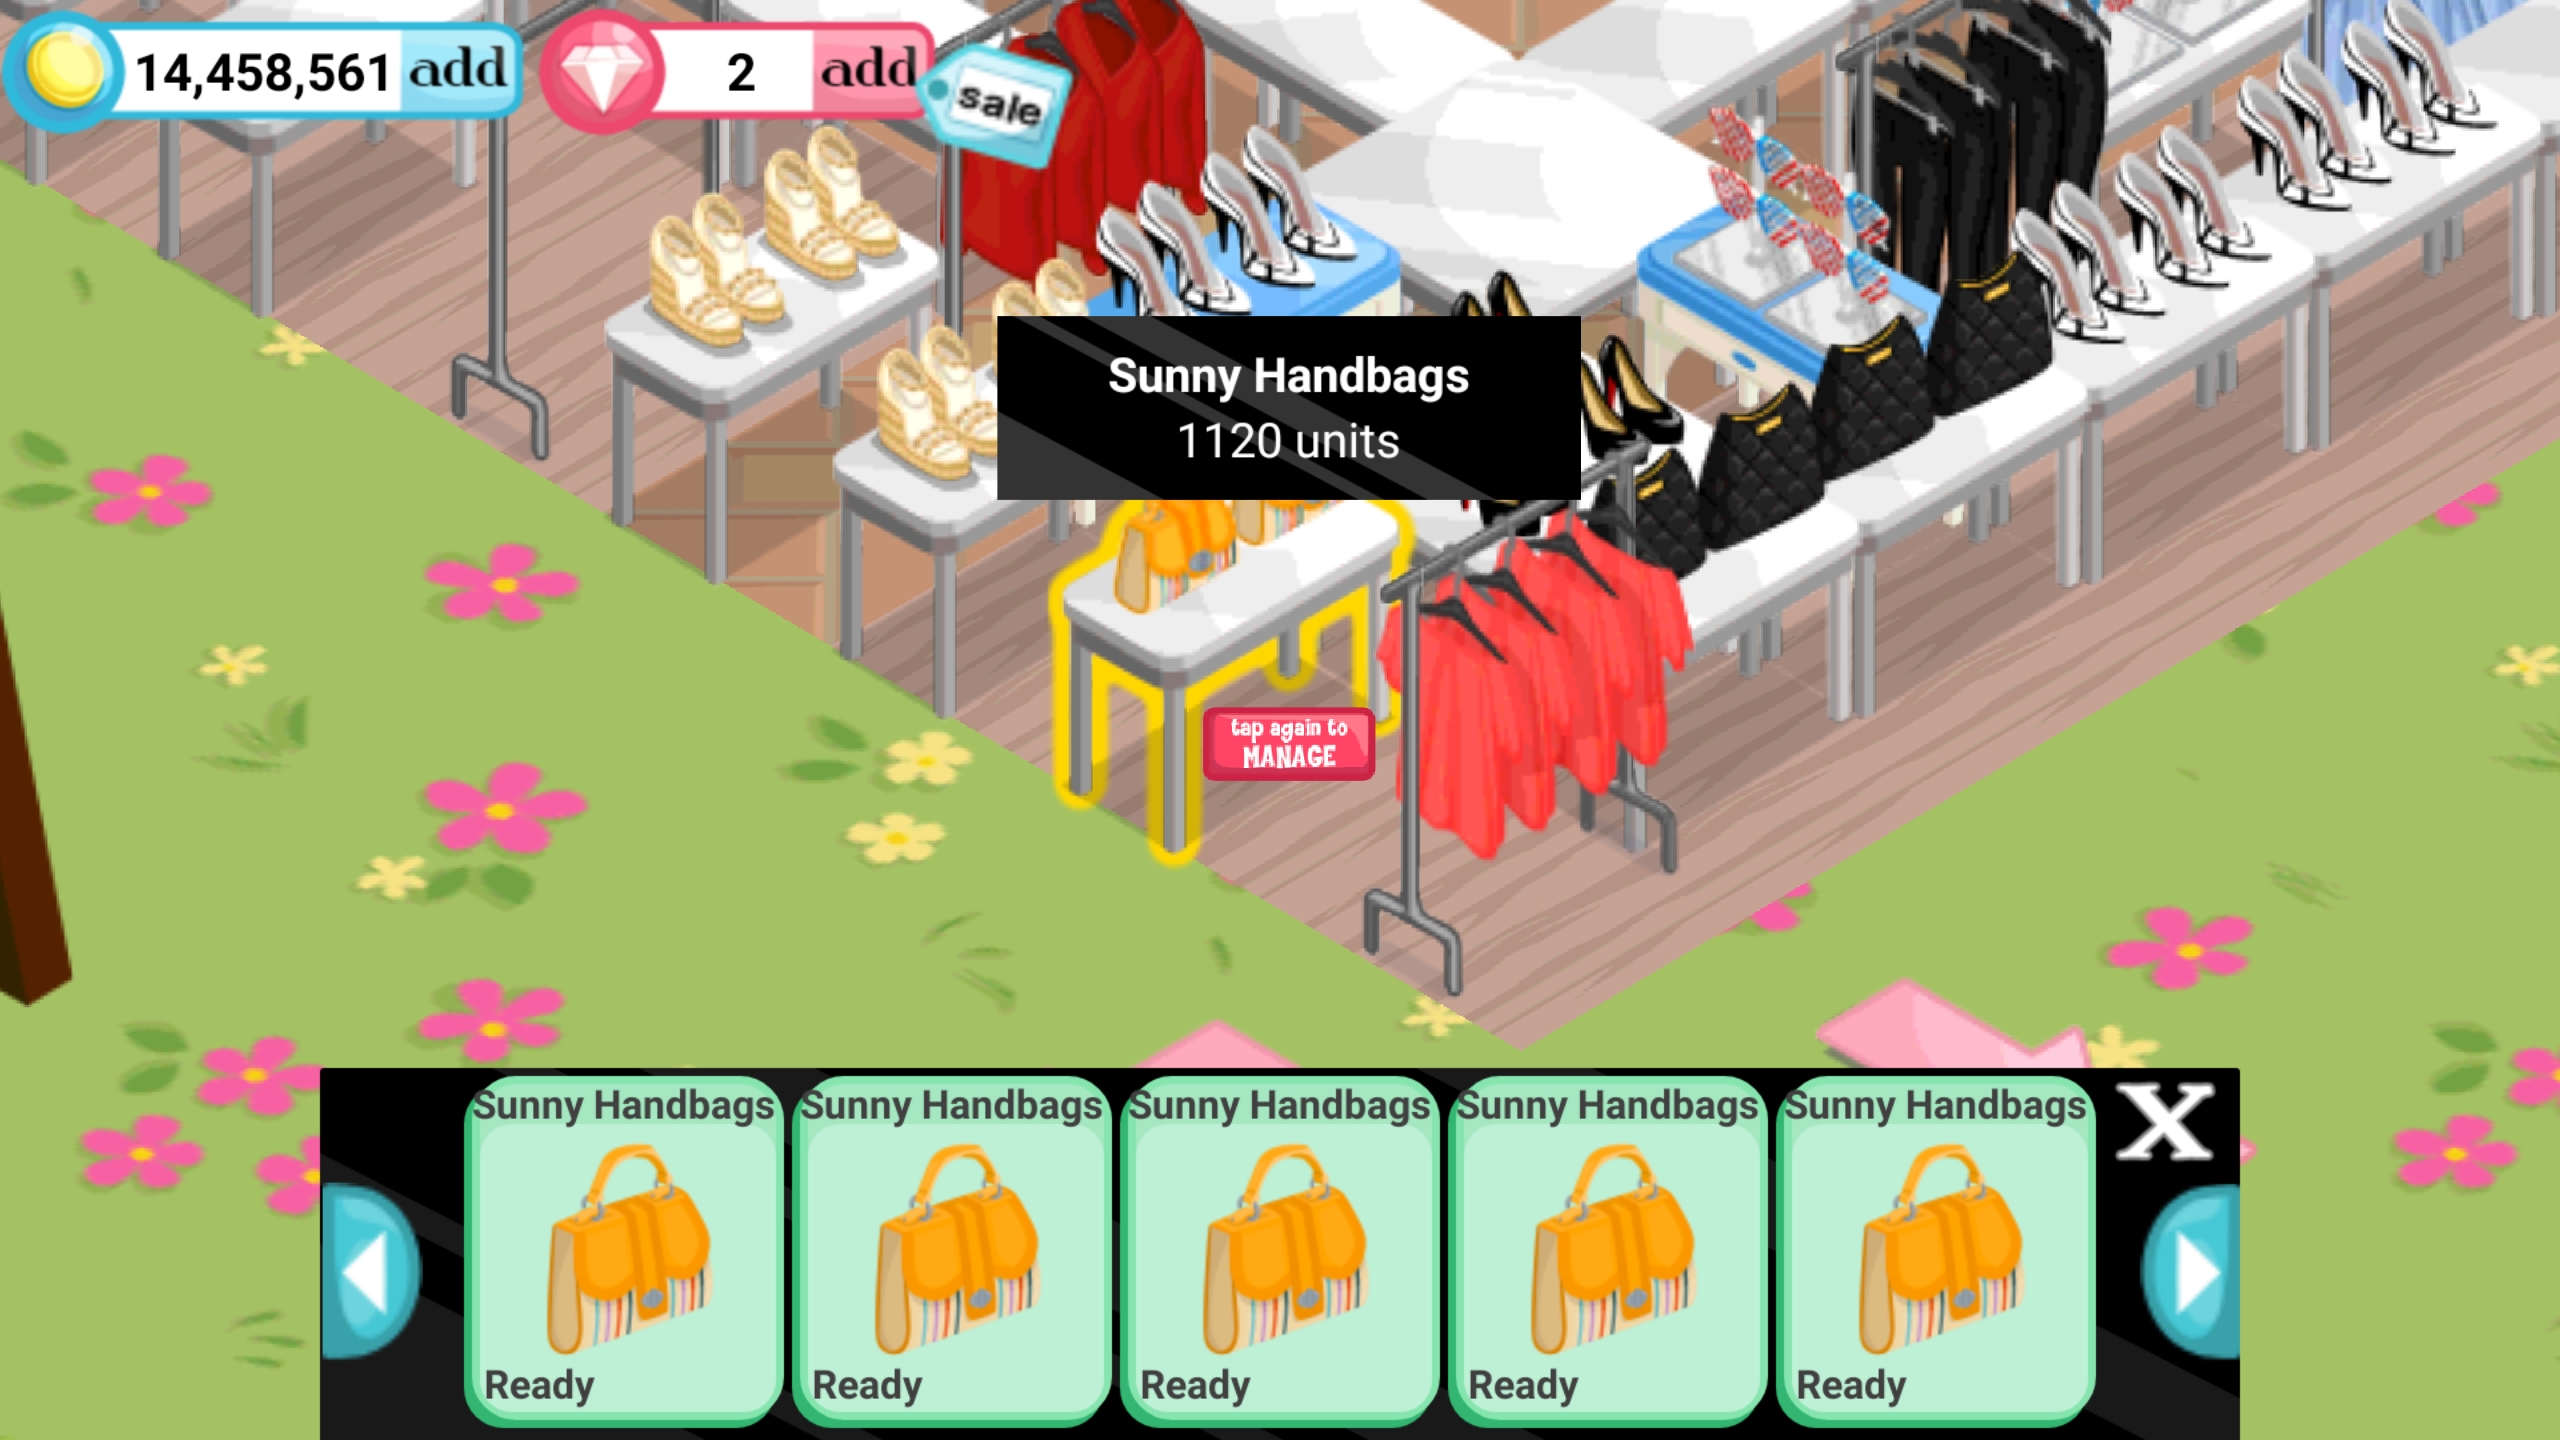 14,458,561 add
2 add
sale
Sunny Handbags
1120 units
tap again to
MANAGE
Sunny Handbags
Sunny Handbags
Sunny Handbags
Sunny Handbags
Sunny Handbags
X
Ready
Ready
Ready
Ready
Ready